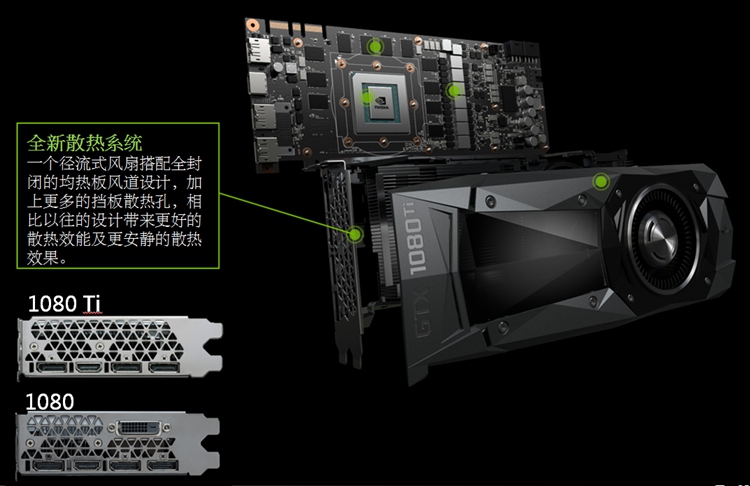 全新散热系统
一个径流式风扇搭配全封
闭的均热板风道设计，加
上更多的挡板散热孔，相
比以往的设计带来更好的
散热效能及更安静的散热
效果。
1080 Ti
1080
NVIDIA
GTX 1080 Ti